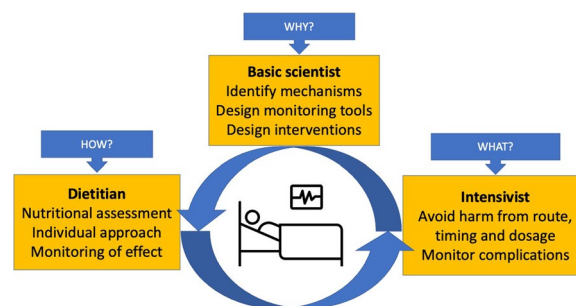 WHY?
Basic scientist
Identify mechanisms
Design monitoring tools
Design interventions
HOW?
Dietitian
Nutritional assessment
Individual approach
Monitoring of effect
WHAT?
Intensivist
Avoid harm from route,
timing and dosage
Monitor complications